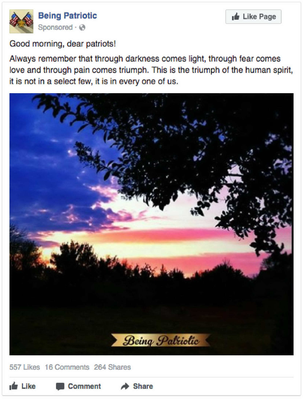 Being Patriotic
Sponsored ·
Like Page
Good morning, dear patriots!
Always remember that through darkness comes light, through fear comes
love and through pain comes triumph. This is the triumph of the human spirit,
it is not in a select few, it is in every one of us.
Being Patriotic
557 Likes 16 Comments 264 Shares
Like Comment Share